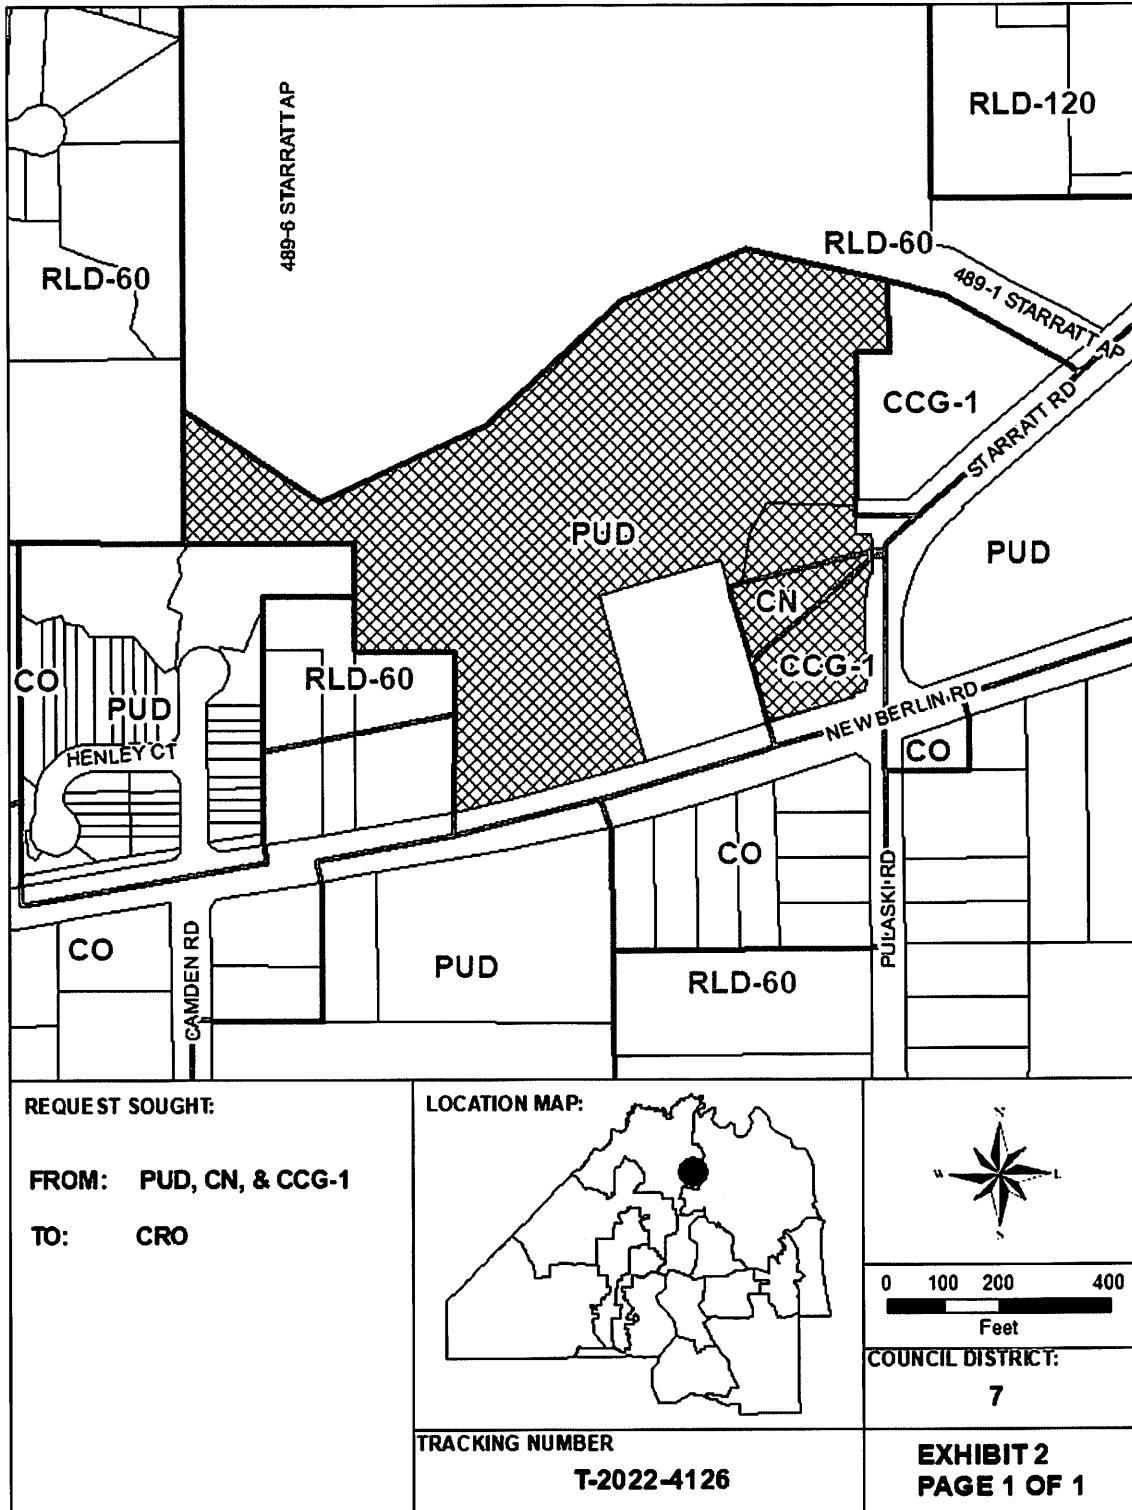 RLD-120
489-6 STARRATT AP
RLD-60
RLD-60
489-1 STARRATT AP
CCG-1
STARRATT RD
PUD
PUD
CN
CCG-1
CO
PUD
RLD-60
HENLEY CT
NEW BERLIN RD
CO
CO
PULASKI RD
CO
CAMDEN RD
PUD
RLD-60
REQUEST SOUGHT:
FROM: PUD, CN, & CCG-1
TO: CRO
LOCATION MAP:
N
W
E
S
0 100 200 400
Feet
COUNCIL DISTRICT:
7
TRACKING NUMBER
T-2022-4126
EXHIBIT 2
PAGE 1 OF 1